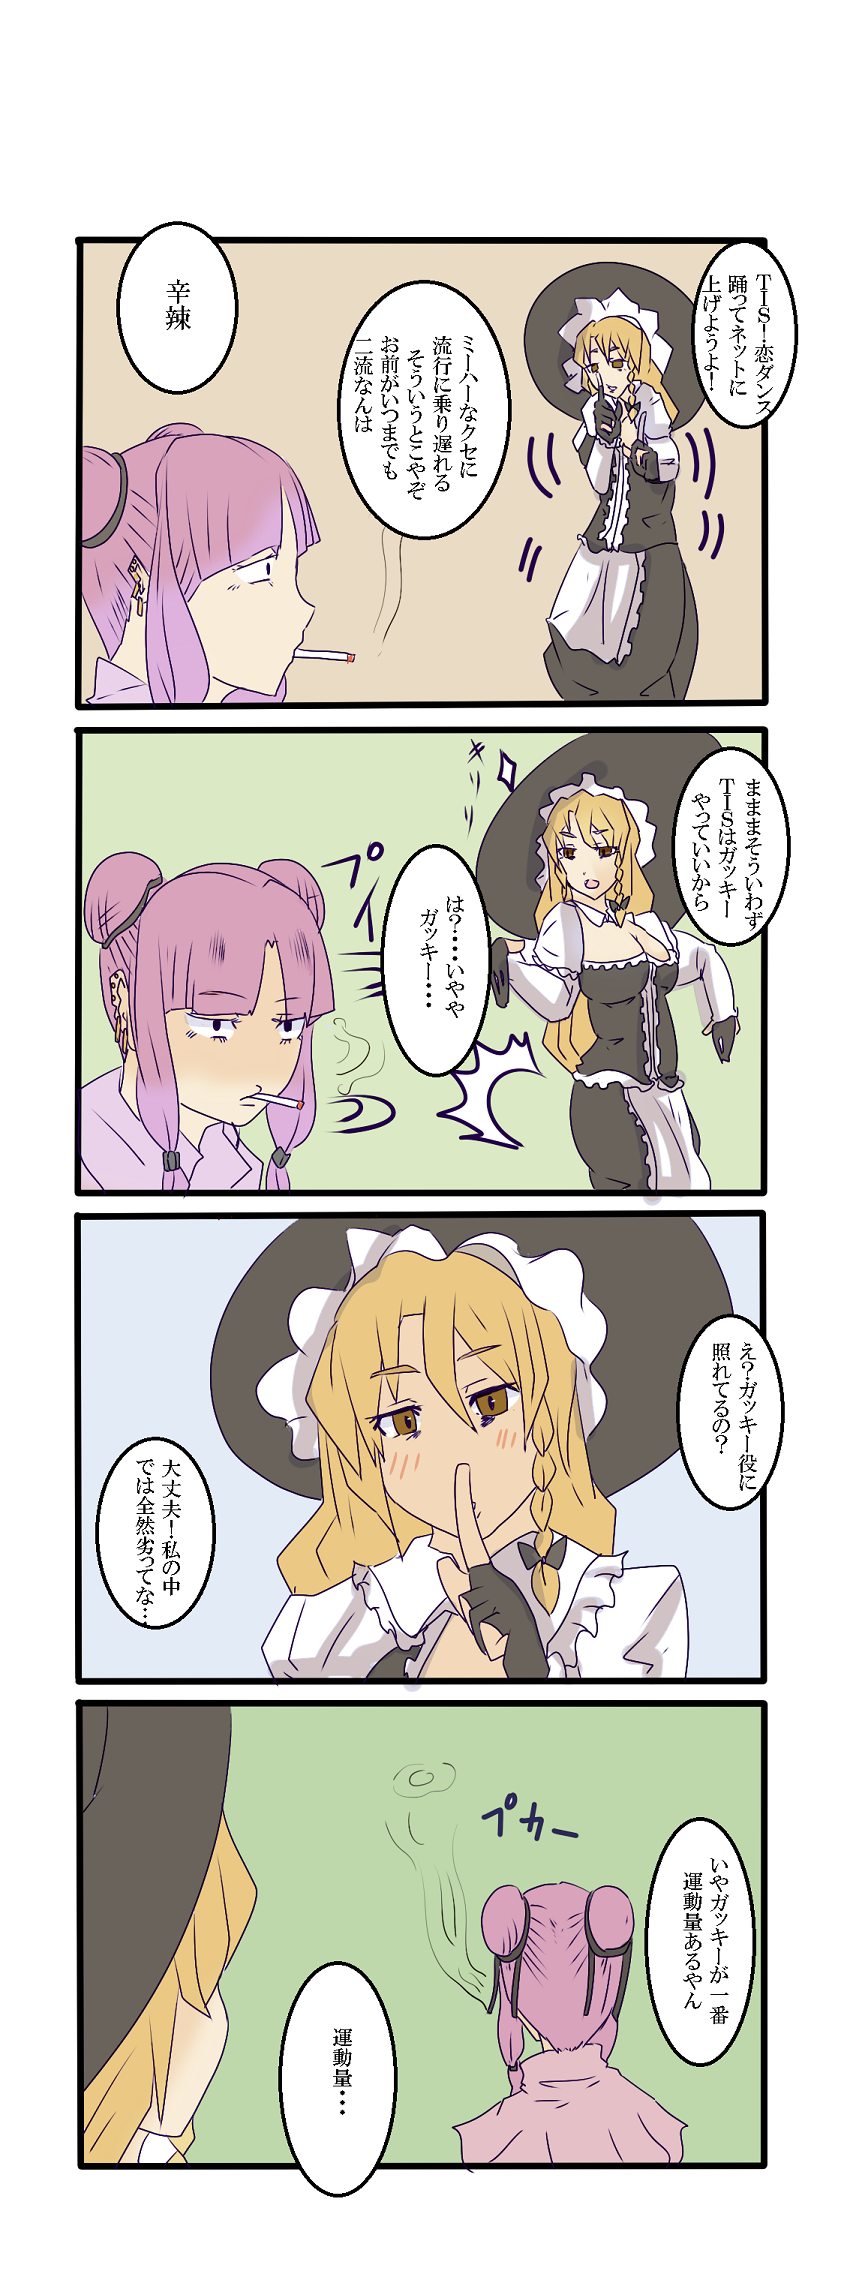 TIS!恋ダンス
踊ってネットに
上げようよ!
ミーハーなクセに
流行に乗り遅れる
そういうとこやぞ
お前がいつまでも
二流なんは
辛辣
まままそういわず
TISはガッキー
やっていいから
キリッ
は?・・・いやや
ガッキー・・・
プイ
え?ガッキー役に
照れてるの?
大丈夫!私の中
では全然劣ってな…
いやガッキーが一番
運動量あるやん
プカー
運動量・・・